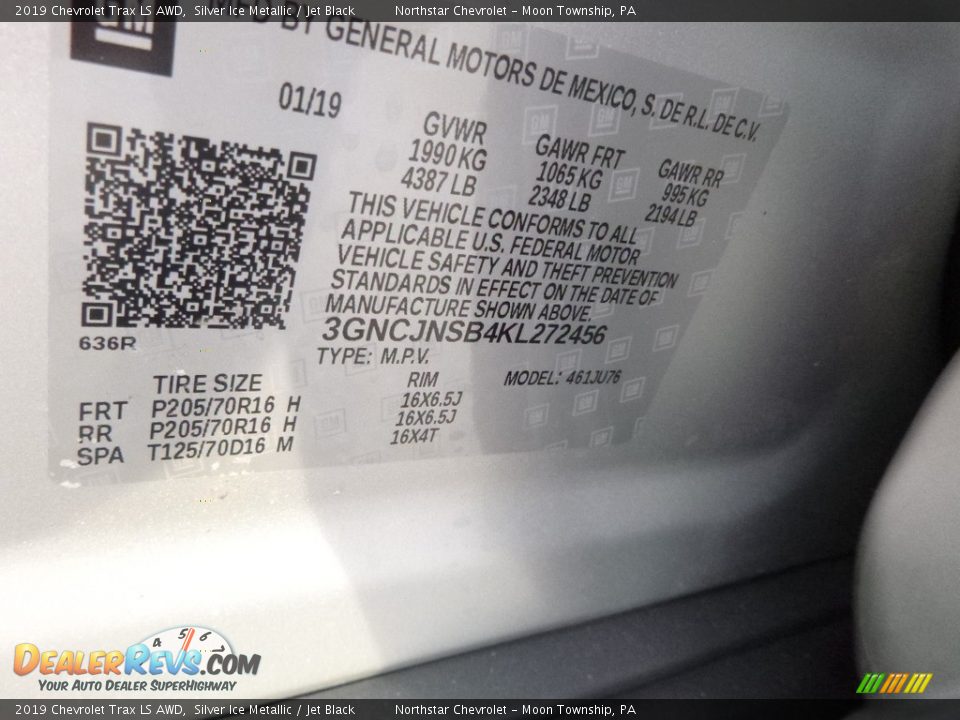 2019 Chevrolet Trax LS AWD, Silver Ice Metallic / Jet Black Northstar Chevrolet – Moon Township, PA
GM
BY GENERAL MOTORS DE MEXICO, S. DE R.L. DE C.V.
01/19
GVWR GAWR FRT GAWR RR
1990 KG 1065 KG 995 KG
4387 LB 2348 LB 2194 LB
THIS VEHICLE CONFORMS TO ALL
APPLICABLE U.S. FEDERAL MOTOR
VEHICLE SAFETY AND THEFT PREVENTION
STANDARDS IN EFFECT ON THE DATE OF
MANUFACTURE SHOWN ABOVE.
3GNCJNSB4KL272456
636R
TYPE: M.P.V. MODEL: 461JU76
TIRE SIZE RIM
FRT P205/70R16 H 16X6.5J
RR P205/70R16 H 16X6.5J
SPA T125/70D16 M 16X4T
4 5 6
DEALERREVS.COM
YOUR AUTO DEALER SUPERHIGHWAY
2019 Chevrolet Trax LS AWD, Silver Ice Metallic / Jet Black Northstar Chevrolet – Moon Township, PA